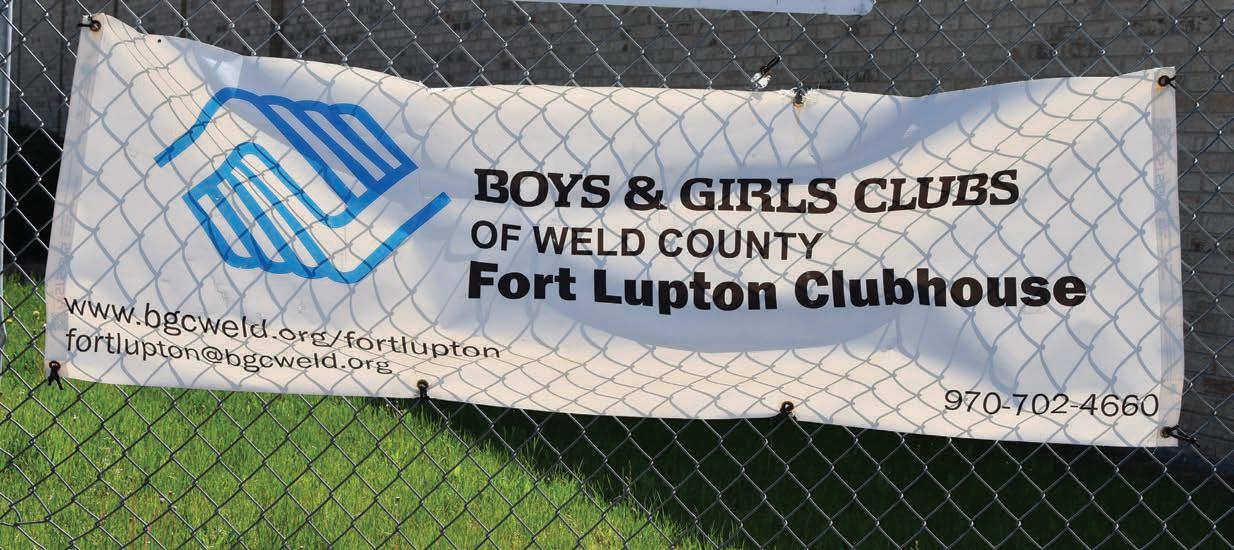 BOYS & GIRLS CLUBS
OF WELD COUNTY
Fort Lupton Clubhouse
www.bgcweld.org/fortlupton
fortlupton@bgcweld.org
970-702-4660